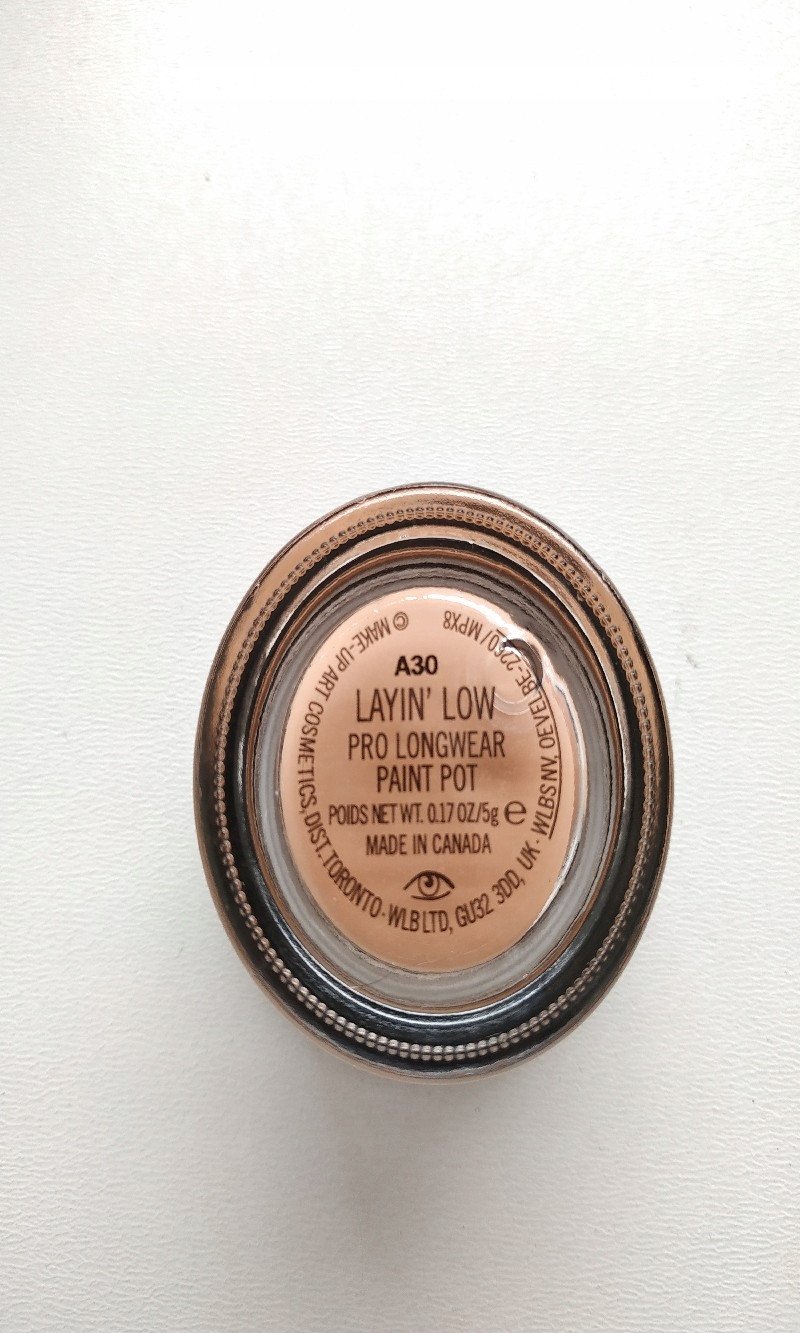 A30
LAYIN' LOW
PRO LONGWEAR
PAINT POT
POIDS NET WT. 0.17 OZ/5g ℮
MADE IN CANADA
© MAKE-UP ART COSMETICS, DIST. TORONTO · WLB LTD, GU32 3DD, UK · WLBS NV, OEVEL BE-2260 / MPX8